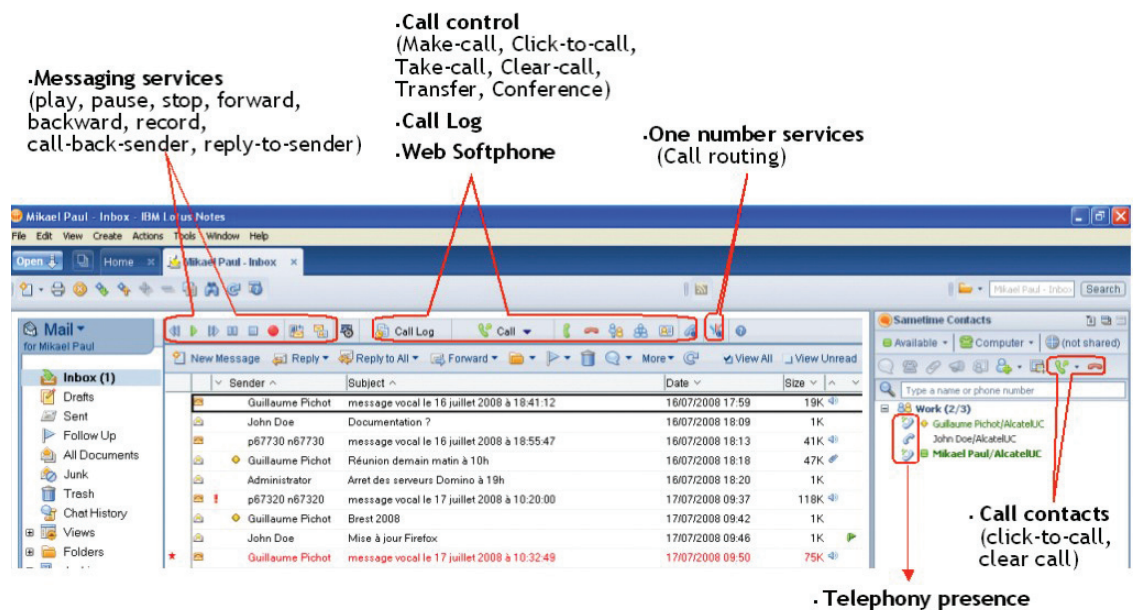 .Call control
(Make-call, Click-to-call,
Take-call, Clear-call,
Transfer, Conference)
.Call Log
.Web Softphone
.Messaging services
(play, pause, stop, forward,
backward, record,
call-back-sender, reply-to-sender)
.One number services
(Call routing)
Mikael Paul - Inbox - IBM Lotus Notes
File Edit View Create Actions Tools Window Help
Open Home Mikael Paul - Inbox
Mikael Paul - Inbox Search
Mail
for Mikael Paul
Call Log Call
New Message Reply Reply to All Forward More View All View Unread
Inbox (1)
Drafts
Sent
Follow Up
All Documents
Junk
Trash
Chat History
Views
Folders
Sender Subject Date Size
Guillaume Pichot message vocal le 16 juillet 2008 à 18:41:12 16/07/2008 17:59 19K
John Doe Documentation ? 16/07/2008 18:09 1K
p67730 n67730 message vocal le 16 juillet 2008 à 18:55:47 16/07/2008 18:13 41K
Guillaume Pichot Réunion demain matin à 10h 16/07/2008 18:18 47K
Administrator Arret des serveurs Domino à 19h 16/07/2008 18:20 1K
p67320 n67320 message vocal le 17 juillet 2008 à 10:20:00 17/07/2008 09:37 118K
Guillaume Pichot Brest 2008 17/07/2008 09:42 1K
John Doe Mise à jour Firefox 17/07/2008 09:46 1K
Guillaume Pichot message vocal le 17 juillet 2008 à 10:32:49 17/07/2008 09:50 75K
Sametime Contacts
Available Computer (not shared)
Type a name or phone number
Work (2/3)
Guillaume Pichot/AlcatelUC
John Doe/AlcatelUC
Mikael Paul/AlcatelUC
. Call contacts
(click-to-call,
clear call)
. Telephony presence